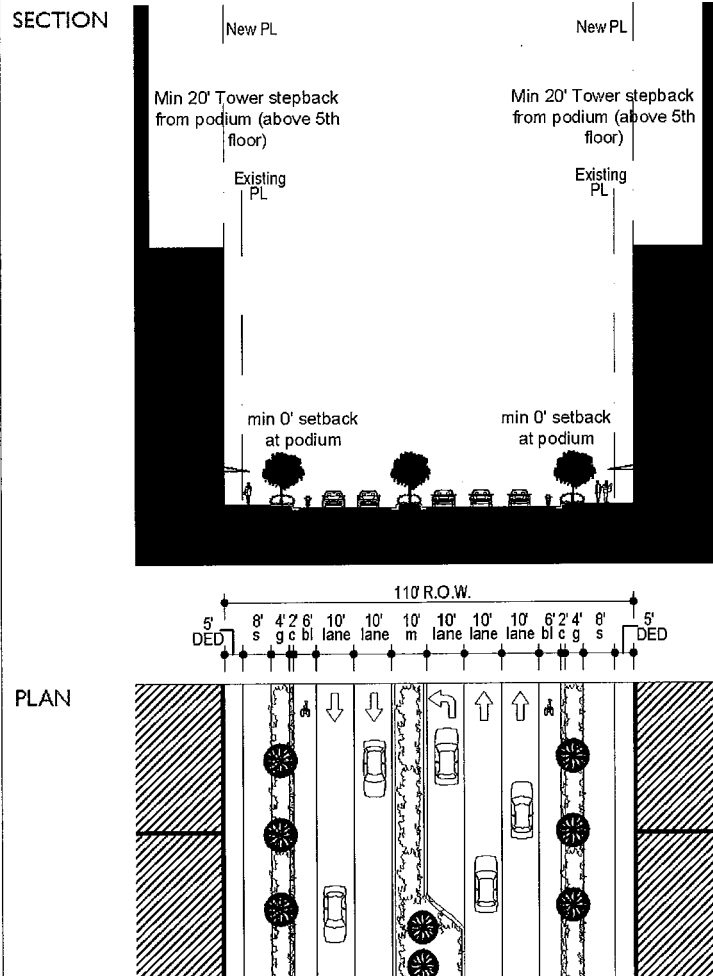 SECTION
New PL
New PL
Min 20' Tower stepback
from podium (above 5th
floor)
Min 20' Tower stepback
from podium (above 5th
floor)
Existing
PL
Existing
PL
min 0' setback
at podium
min 0' setback
at podium
110' R.O.W.
5'
DED
8'
s
4'
g
2'
c
6'
bl
10'
lane
10'
lane
10'
m
10'
lane
10'
lane
10'
lane
6'
bl
2'
c
4'
g
8'
s
5'
DED
PLAN